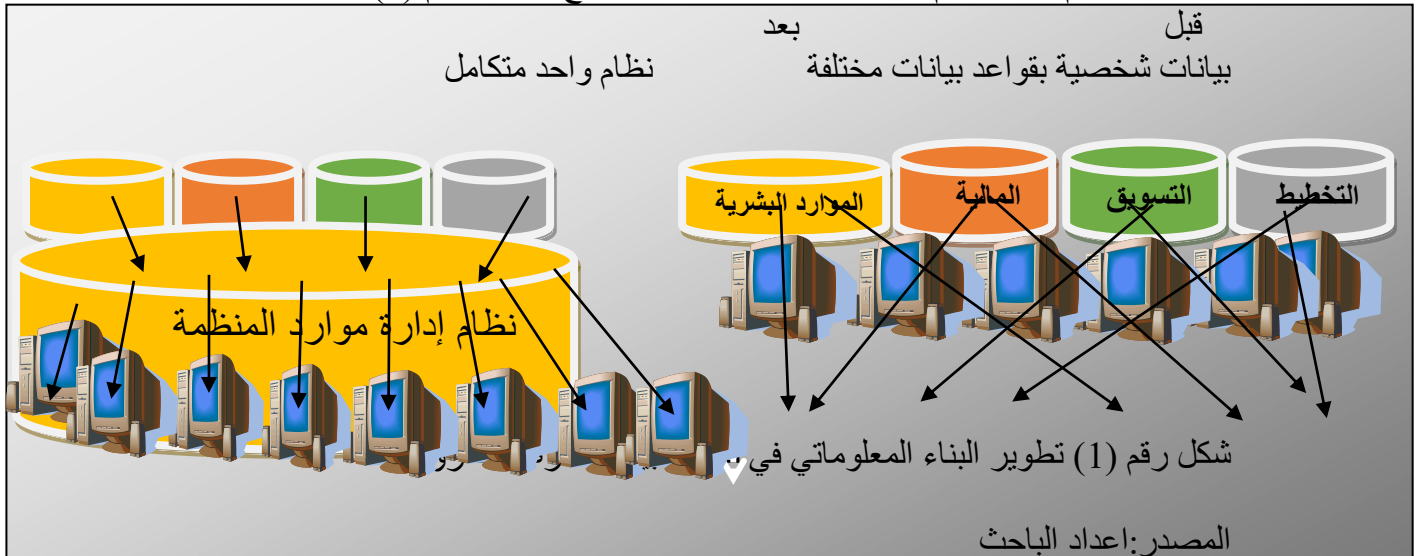 قبل بعد
بيانات شخصية بقواعد بيانات مختلفة نظام واحد متكامل
التخطيط التسويق المالية الموارد البشرية
نظام إدارة موارد المنظمة
شكل رقم (1) تطوير البناء المعلوماتي في
المصدر:اعداد الباحث